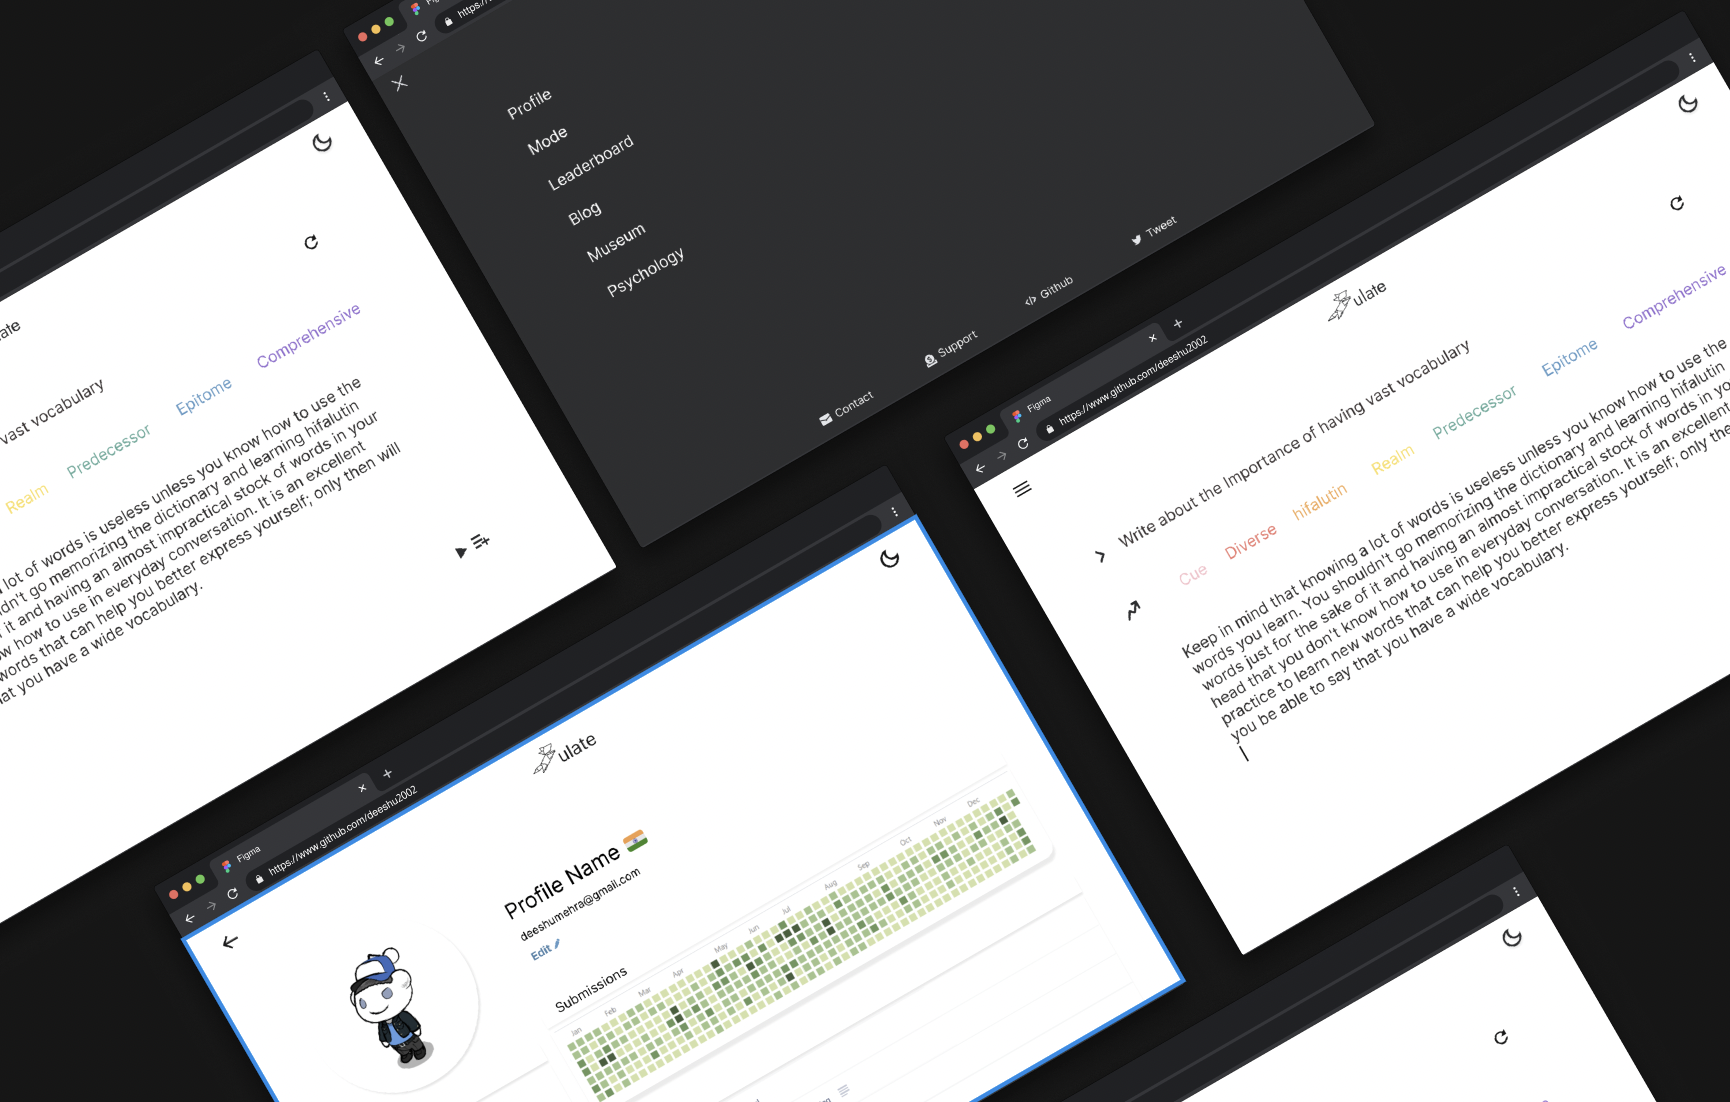 ate
vast vocabulary
Realm
Predecessor
Epitome
Comprehensive
lot of words is useless unless you know how to use the
go memorizing the dictionary and learning hifalutin
it and having an almost impractical stock of words in your
how to use in everyday conversation. It is an excellent
words that can help you better express yourself; only then will
at you have a wide vocabulary.
Profile
Mode
Leaderboard
Blog
Museum
Psychology
Contact
Support
</> Github
Tweet
Figma
https://www.github.com/deeshu2002
ulate
Write about the Importance of having vast vocabulary
Cue
Diverse
hifalutin
Realm
Predecessor
Epitome
Comprehensive
Keep in mind that knowing a lot of words is useless unless you know how to use the
words you learn. You shouldn't go memorizing the dictionary and learning hifalutin
words just for the sake of it and having an almost impractical stock of words in
head that you don't know how to use in everyday conversation. It is an excellent
practice to learn new words that can help you better express yourself; only the
you be able to say that you have a wide vocabulary.
Figma
https://www.github.com/deeshu2002
ulate
Profile Name
deeshumehra@gmail.com
Edit
Submissions
Jan
Feb
Mar
Apr
May
Jun
Jul
Aug
Sep
Oct
Nov
Dec